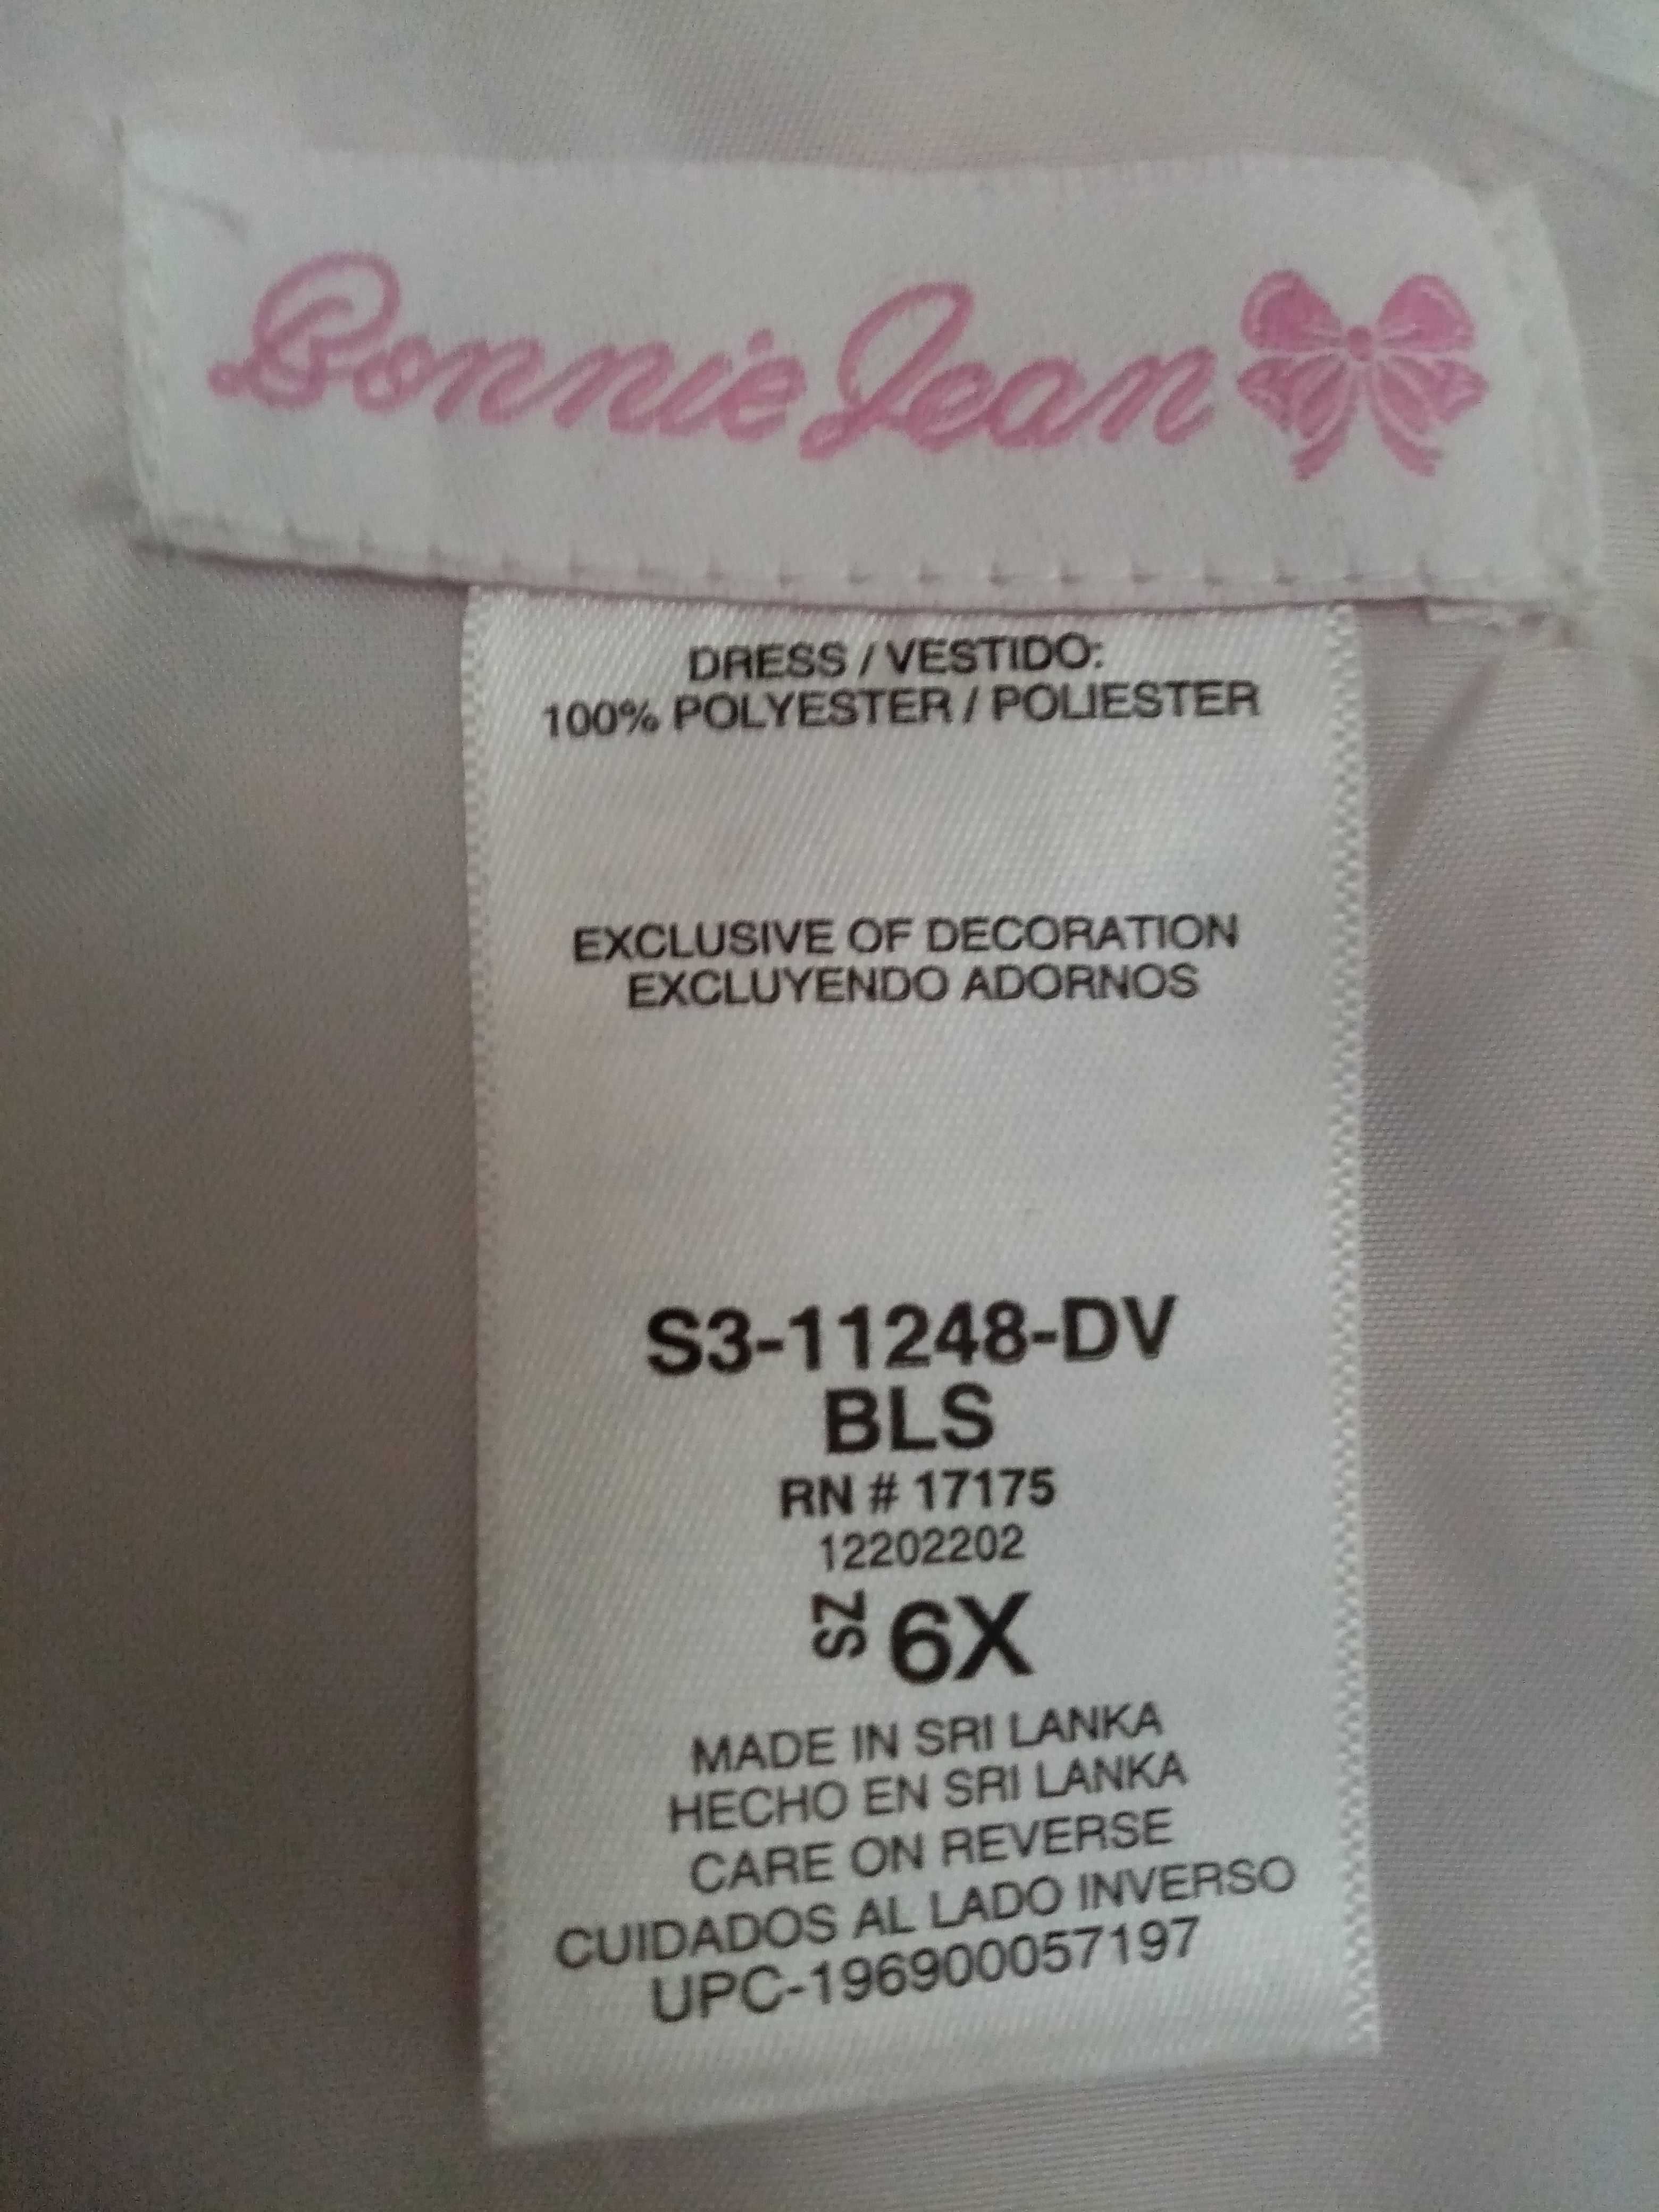 Bonnie Jean
DRESS / VESTIDO:
100% POLYESTER / POLIESTER
EXCLUSIVE OF DECORATION
EXCLUYENDO ADORNOS
S3-11248-DV
BLS
RN # 17175
12202202
SZ 6X
MADE IN SRI LANKA
HECHO EN SRI LANKA
CARE ON REVERSE
CUIDADOS AL LADO INVERSO
UPC-196900057197